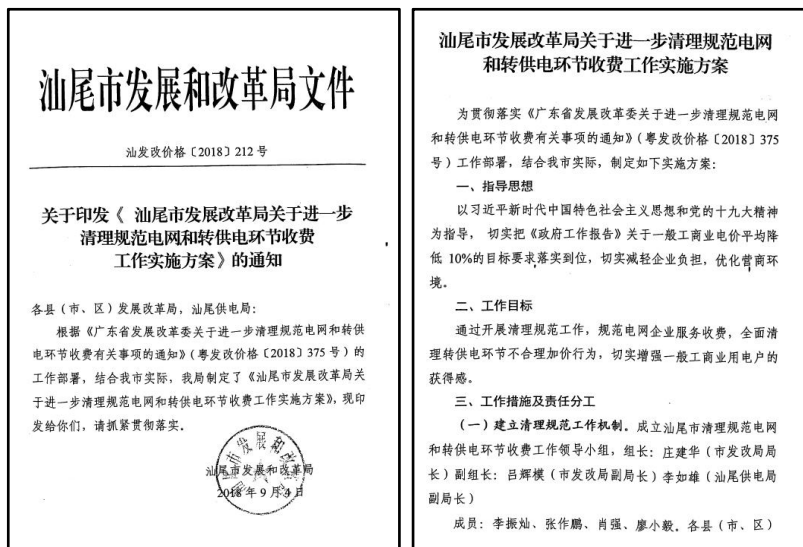 汕尾市发展和改革局文件
汕发改价格〔2018〕212号
关于印发《 汕尾市发展改革局关于进一步
清理规范电网和转供电环节收费
工作实施方案》的通知
各县（市、区）发展改革局，汕尾供电局：
根据《广东省发展改革委关于进一步清理规范电网和转供
电环节收费有关事项的通知》（粤发改价格〔2018〕375号）的
工作部署，结合我市实际，我局制定了《汕尾市发展改革局关
于进一步清理规范电网和转供电环节收费工作实施方案》，现印
发给你们，请抓紧贯彻落实。
汕尾市发展和改革局
2018年9月4日
汕尾市发展和改革局
汕尾市发展改革局关于进一步清理规范电网
和转供电环节收费工作实施方案
为贯彻落实《广东省发展改革委关于进一步清理规范电网
和转供电环节收费有关事项的通知》（粤发改价格〔2018〕375
号）工作部署，结合我市实际，制定如下实施方案：
一、指导思想
以习近平新时代中国特色社会主义思想和党的十九大精神
为指导，切实把《政府工作报告》关于一般工商业电价平均降
低10%的目标要求落实到位，切实减轻企业负担，优化营商环
境。
二、工作目标
通过开展清理规范工作，规范电网企业服务收费，全面清
理转供电环节不合理加价行为，切实增强一般工商业用电户的
获得感。
三、工作措施及责任分工
（一）建立清理规范工作机制。成立汕尾市清理规范电网
和转供电环节收费工作领导小组，组长：庄建华（市发改局局
长）副组长：吕辉模（市发改局副局长）李如雄（汕尾供电局
副局长）
成员：李振灿、张作鹏、肖强、廖小毅。各县（市、区）